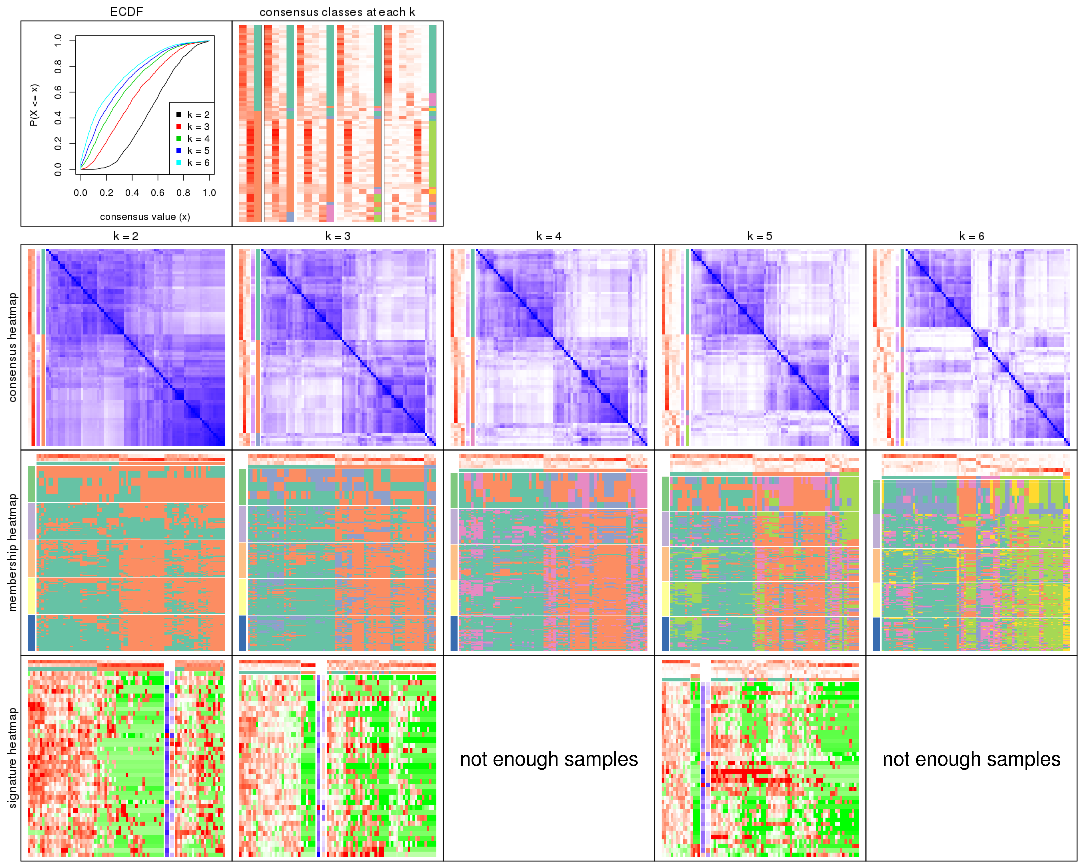 ECDF
consensus classes at each k
P(X <= x)
1.0
0.8
0.6
0.4
0.2
0.0
k = 2
k = 3
k = 4
k = 5
k = 6
0.0 0.2 0.4 0.6 0.8 1.0
consensus value (x)
k = 2 k = 3 k = 4 k = 5 k = 6
consensus heatmap
membership heatmap
signature heatmap
not enough samples
not enough samples